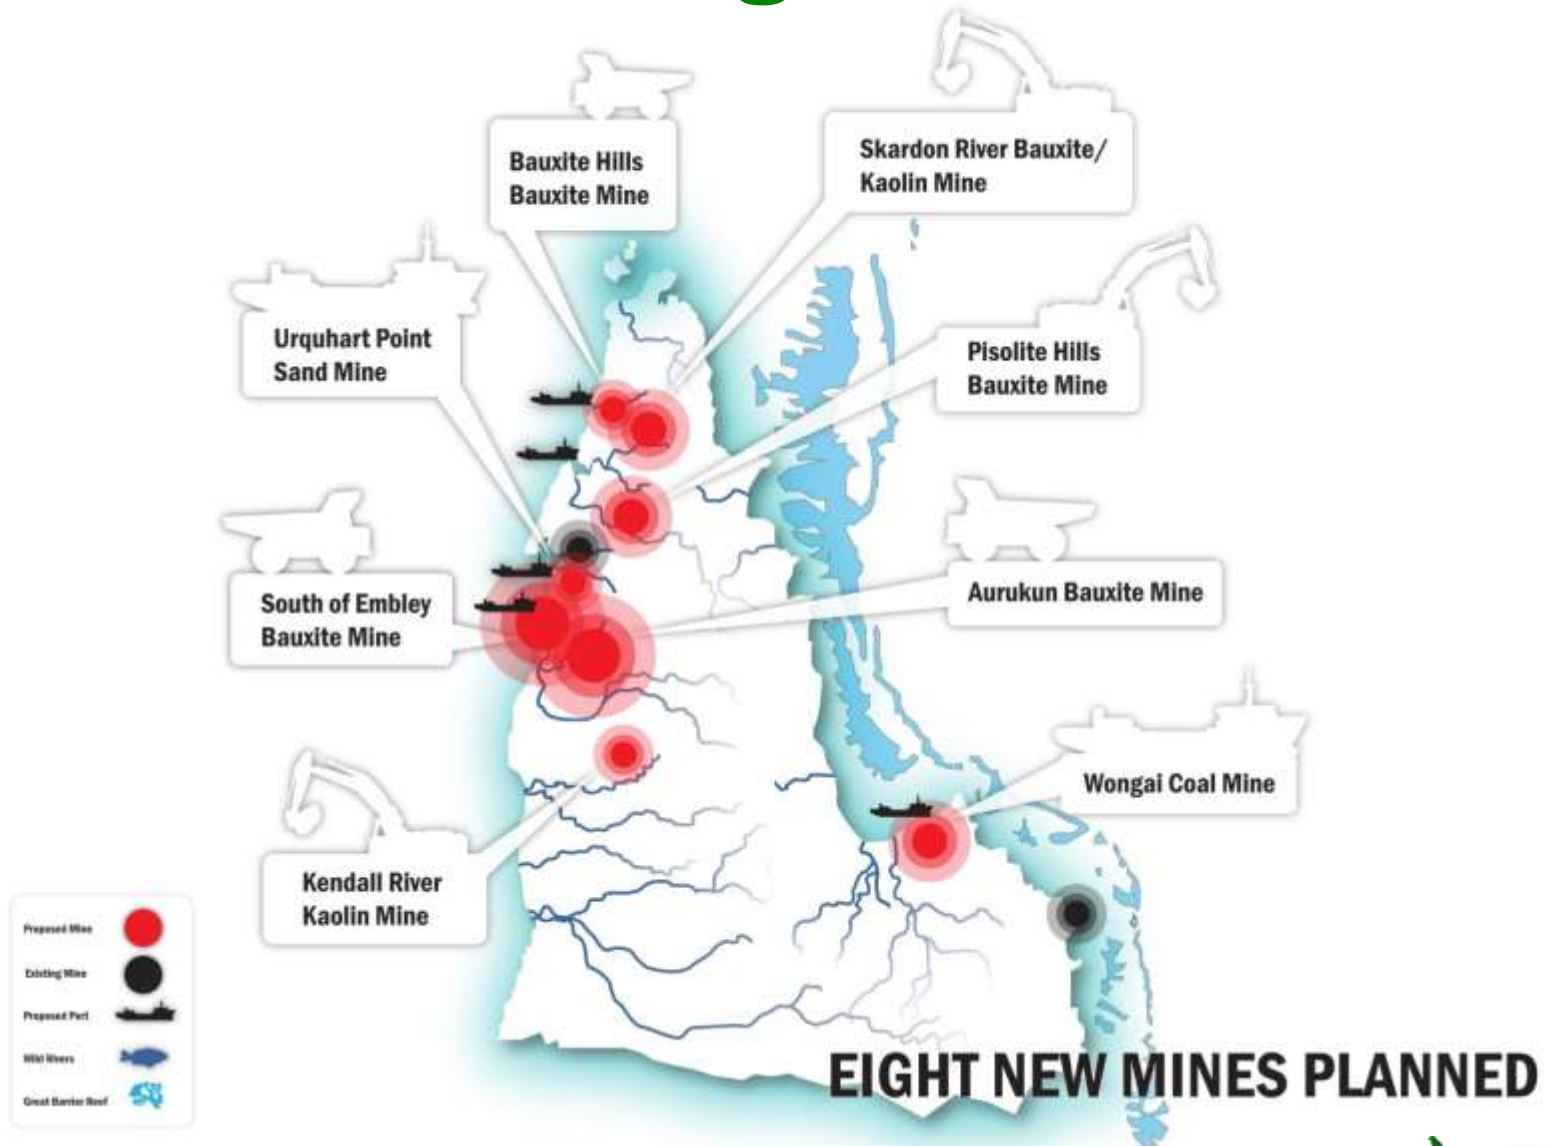 Bauxite Hills
Bauxite Mine
Skardon River Bauxite/
Kaolin Mine
Urquhart Point
Sand Mine
Pisolite Hills
Bauxite Mine
South of Embley
Bauxite Mine
Aurukun Bauxite Mine
Wongai Coal Mine
Kendall River
Kaolin Mine
Proposed Mine
Existing Mine
Proposed Port
Wild Rivers
Great Barrier Reef
EIGHT NEW MINES PLANNED